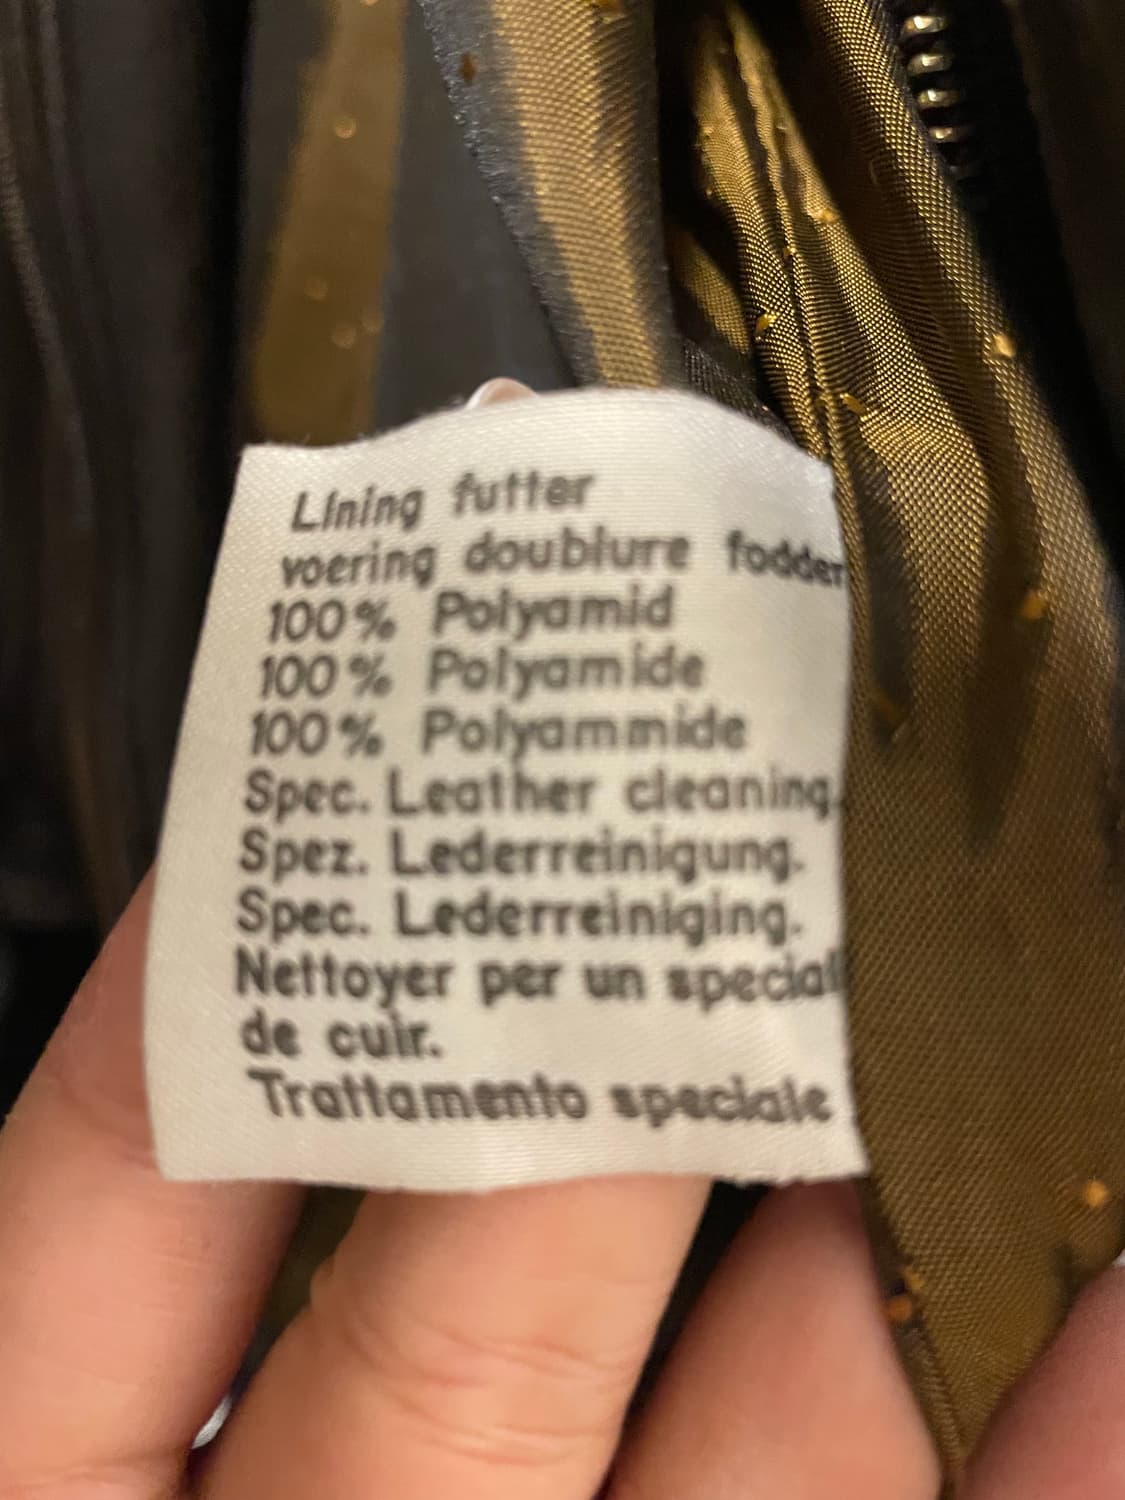 Lining futter
voering doublure fodder
100% Polyamid
100% Polyamide
100% Polyammide
Spec. Leather cleaning.
Spez. Lederreinigung.
Spec. Lederreiniging.
Nettoyer per un special
de cuir.
Trattamento speciale